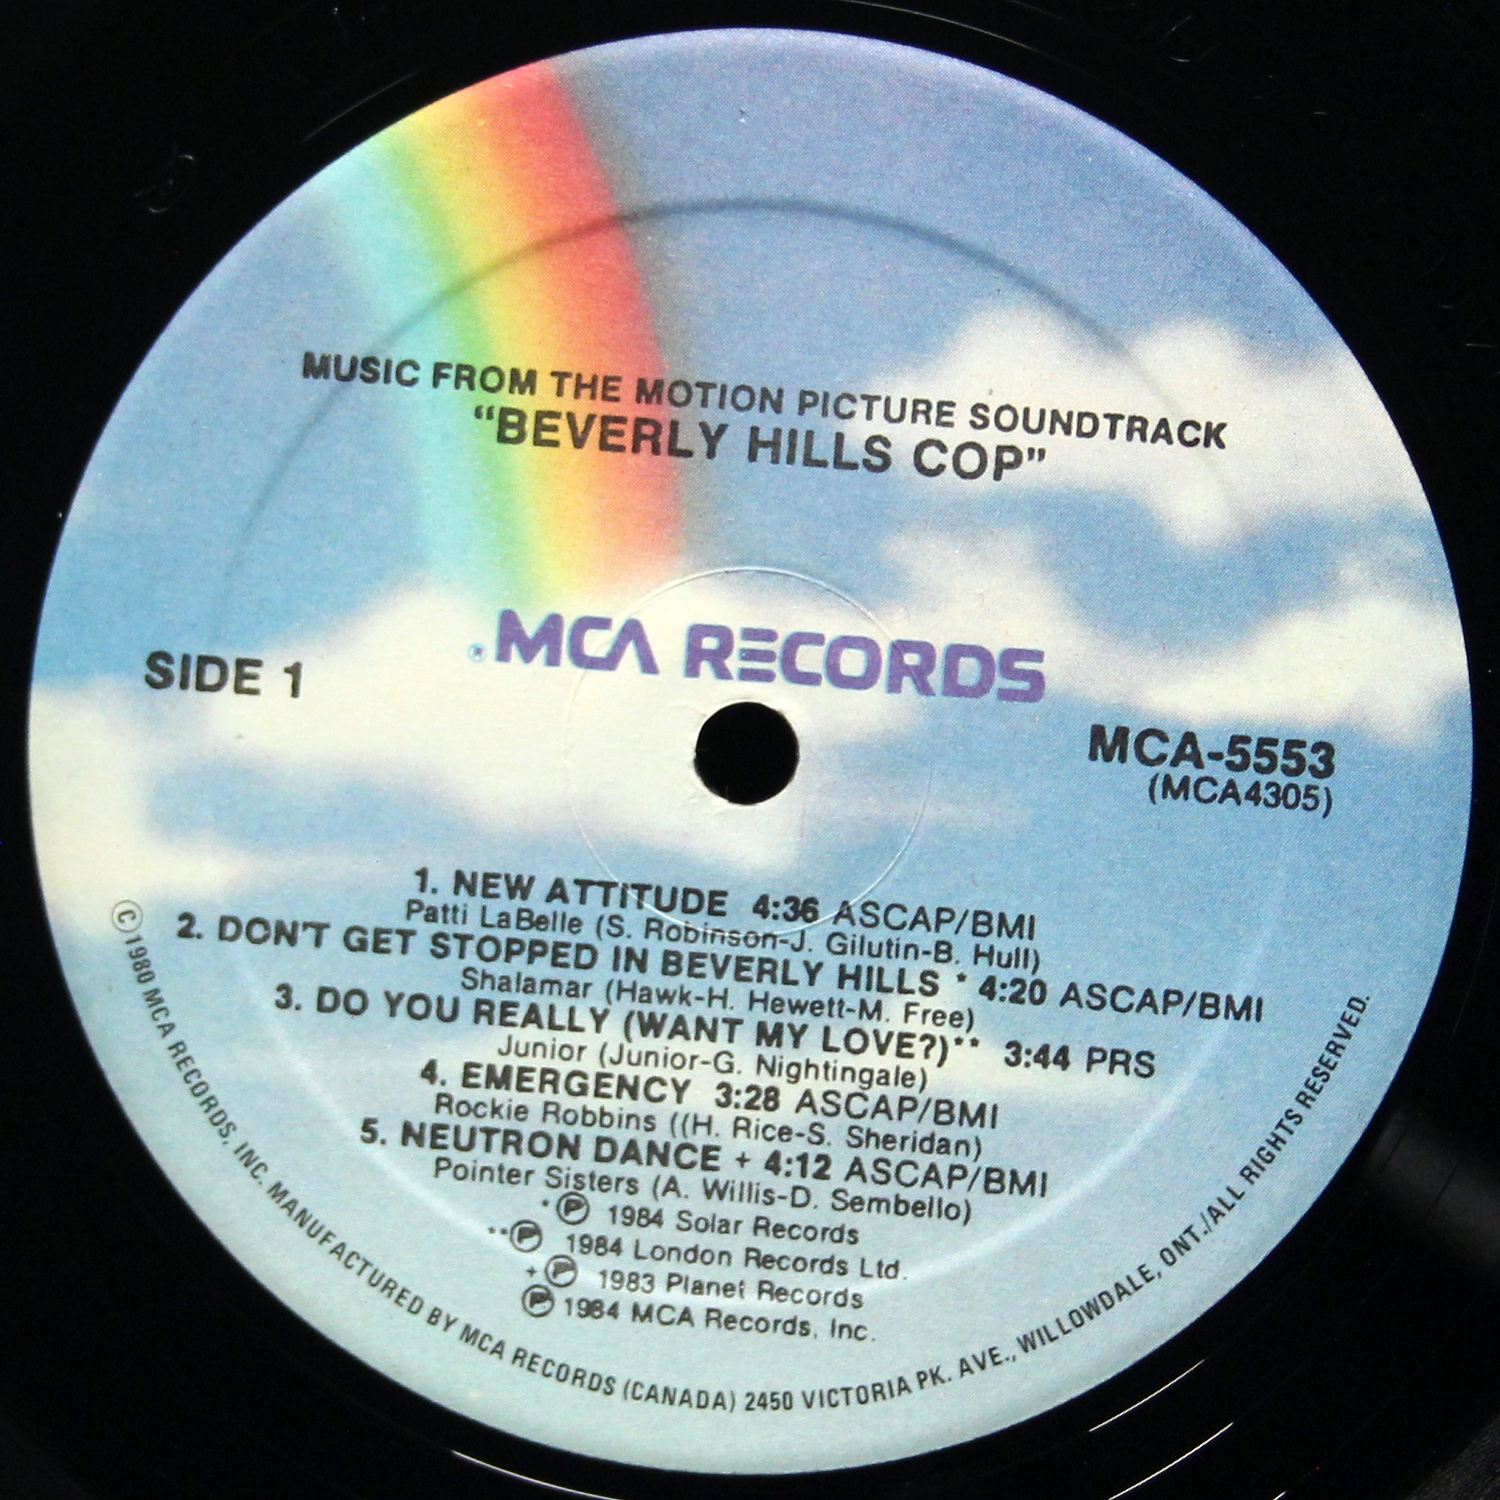 MUSIC FROM THE MOTION PICTURE SOUNDTRACK
“BEVERLY HILLS COP”
MCA RECORDS
SIDE 1
MCA-5553
(MCA4305)
1. NEW ATTITUDE 4:36 ASCAP/BMI
Patti LaBelle (S. Robinson-J. Gilutin-B. Hull)
2. DON'T GET STOPPED IN BEVERLY HILLS * 4:20 ASCAP/BMI
Shalamar (Hawk-H. Hewett-M. Free)
3. DO YOU REALLY (WANT MY LOVE?)** 3:44 PRS
Junior (Junior-G. Nightingale)
4. EMERGENCY 3:28 ASCAP/BMI
Rockie Robbins ((H. Rice-S. Sheridan)
5. NEUTRON DANCE + 4:12 ASCAP/BMI
Pointer Sisters (A. Willis-D. Sembello)
*℗ 1984 Solar Records
**℗ 1984 London Records Ltd.
+℗ 1983 Planet Records
℗ 1984 MCA Records, Inc.
©1980 MCA RECORDS, INC. MANUFACTURED BY MCA RECORDS (CANADA) 2450 VICTORIA PK. AVE., WILLOWDALE, ONT./ALL RIGHTS RESERVED.